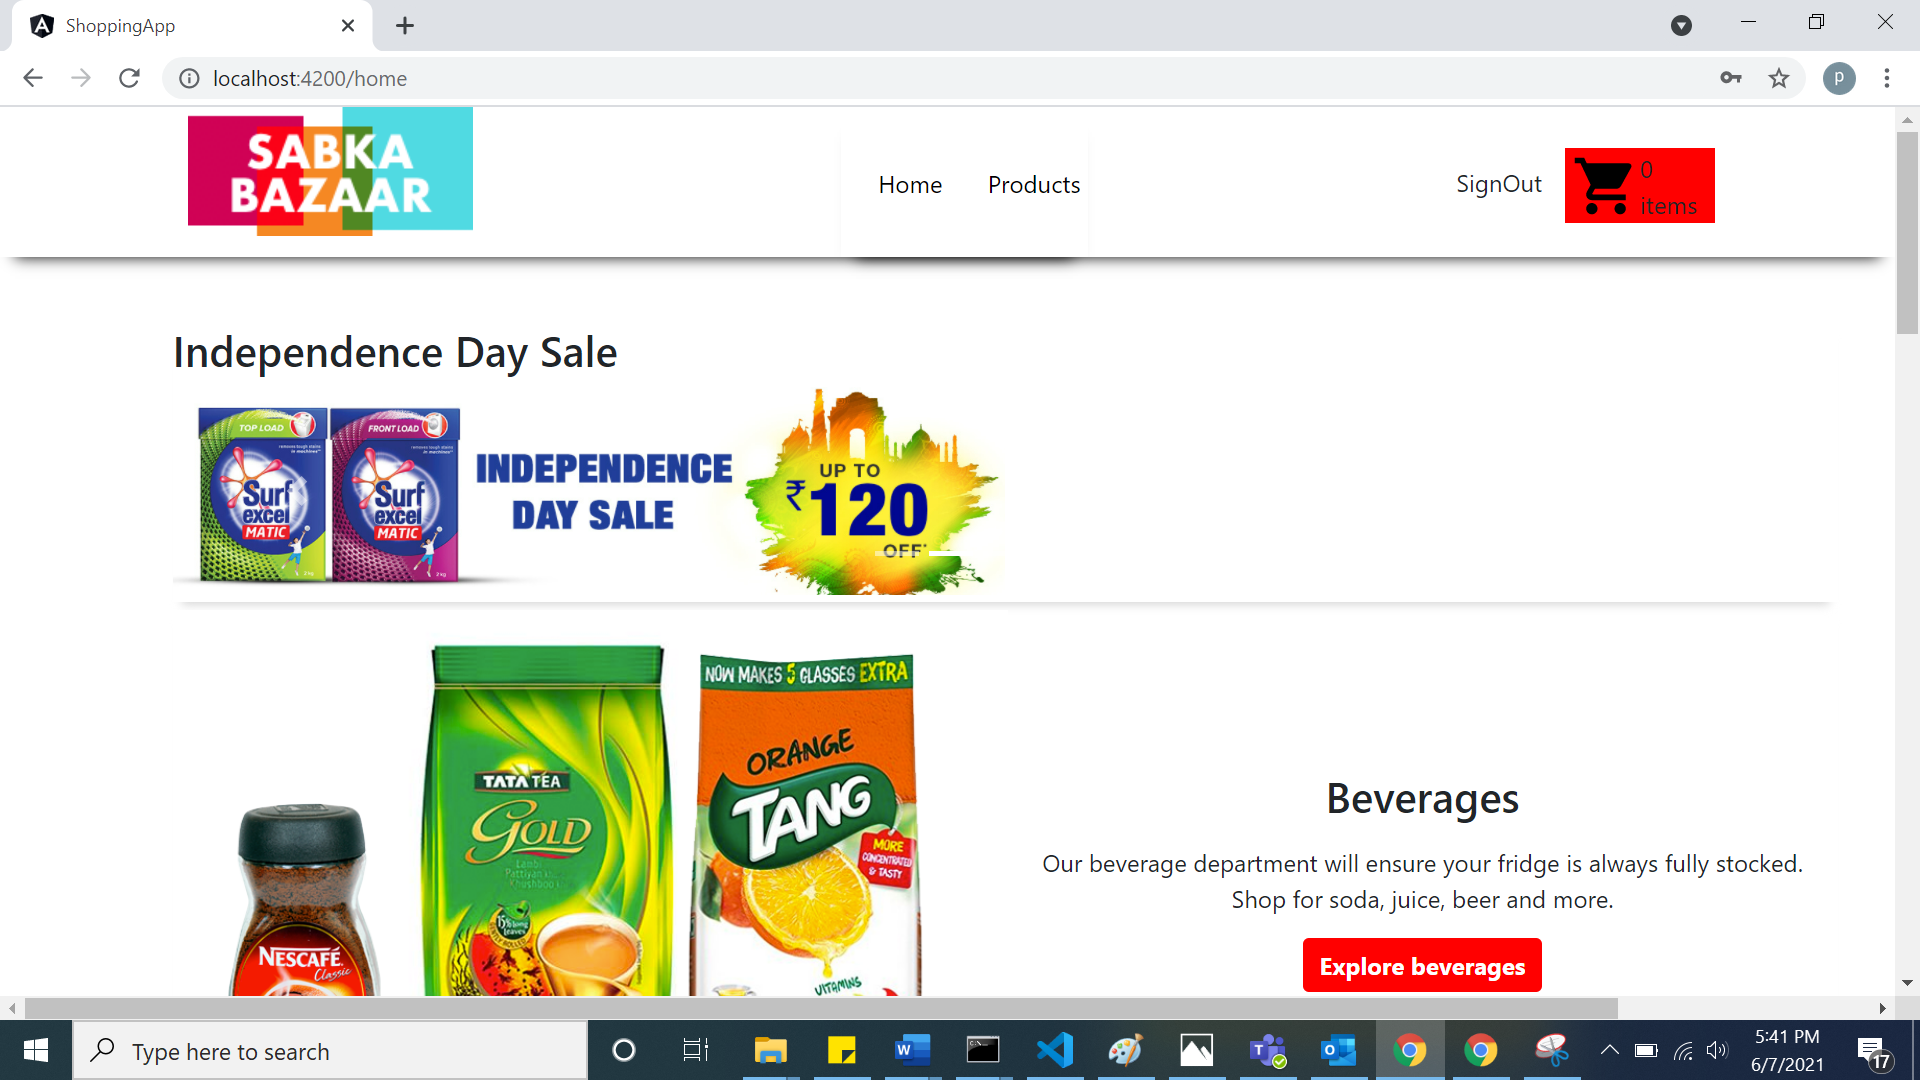 ShoppingApp
localhost:4200/home
p
SABKA
BAZAAR
Home
Products
SignOut
0
items
Independence Day Sale
TOP LOAD
FRONT LOAD
Surf
excel
MATIC
Surf
excel
MATIC
INDEPENDENCE
DAY SALE
UP TO
₹120
OFF*
NOW MAKES 5 GLASSES EXTRA
ORANGE
TANG
MORE
CONCENTRATED
& TASTY
VITAMINS
TATA TEA
GOLD
15% long
leaves
NESCAFÉ
Classic
Beverages
Our beverage department will ensure your fridge is always fully stocked.
Shop for soda, juice, beer and more.
Explore beverages
Type here to search
5:41 PM
6/7/2021
17